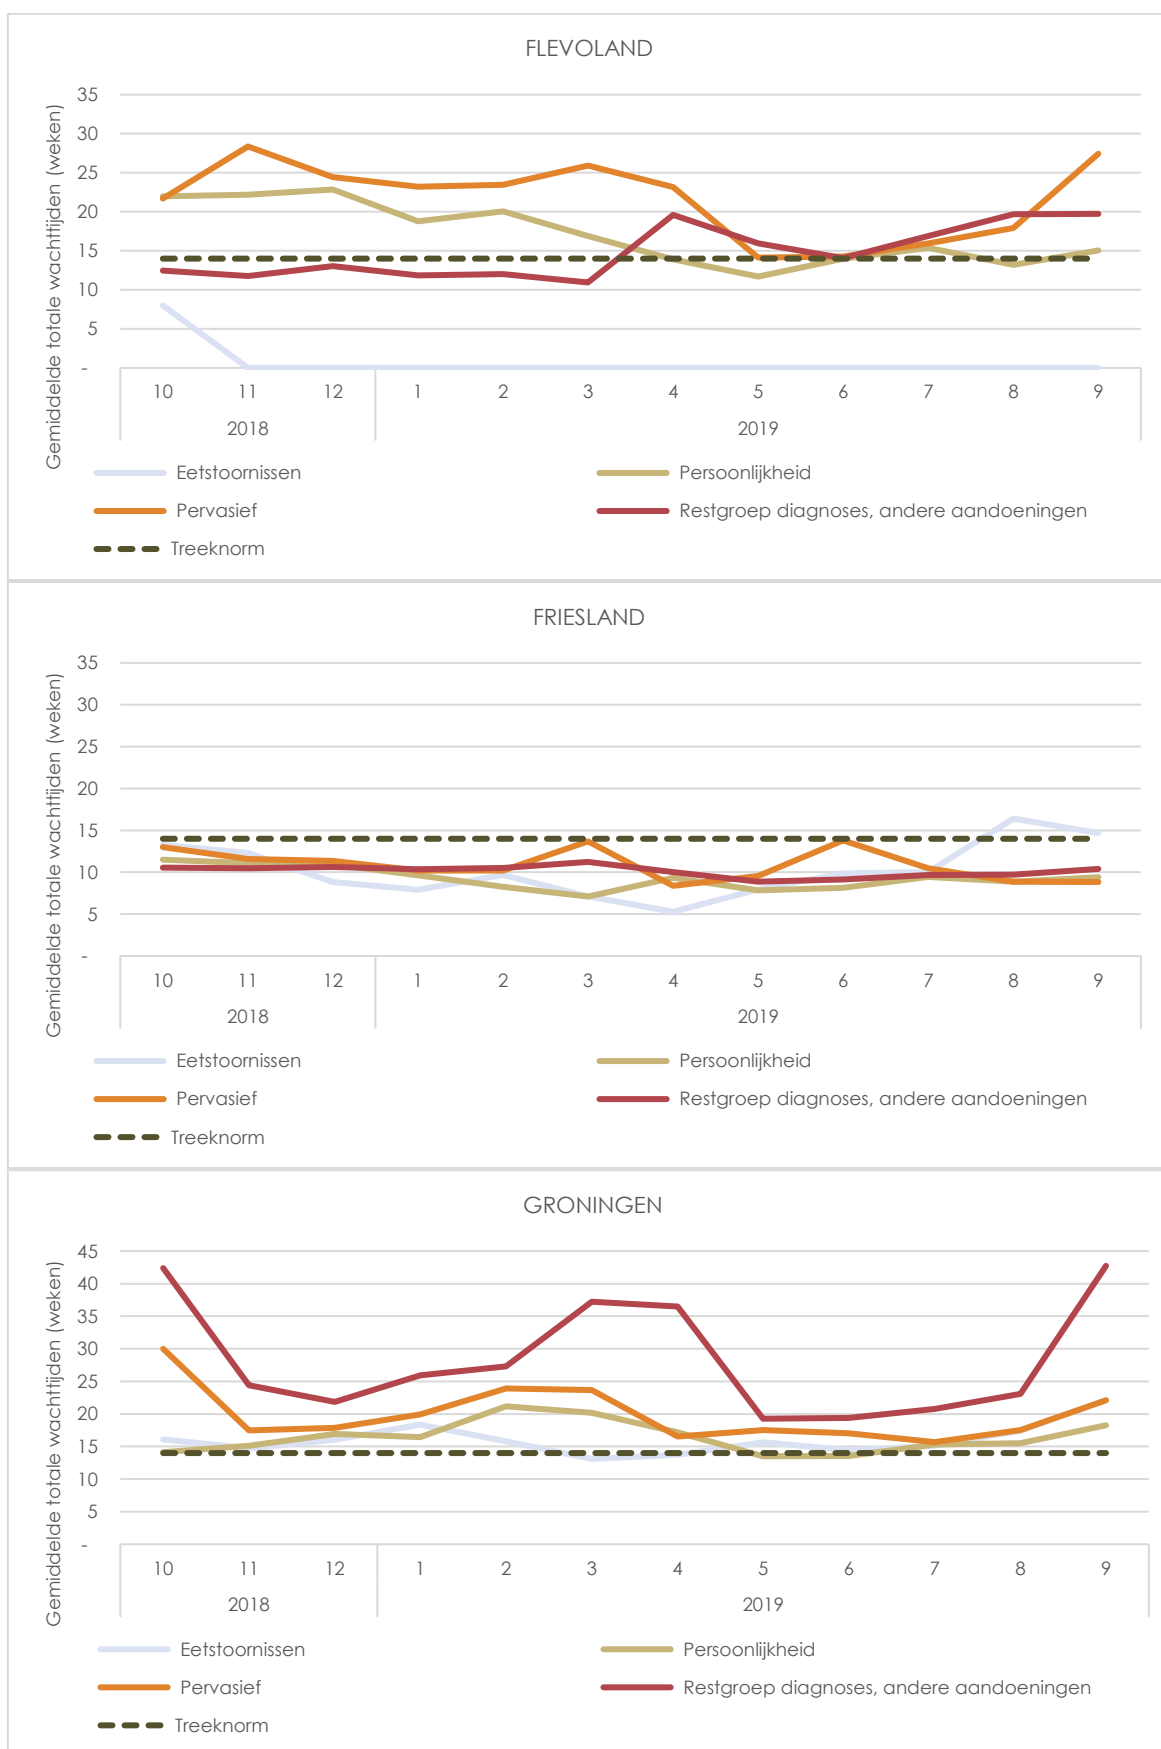 FLEVOLAND
Gemiddelde totale wachttijden (weken)
35
30
25
20
15
10
5
-
10 11 12 1 2 3 4 5 6 7 8 9
2018 2019
Eetstoornissen Persoonlijkheid
Pervasief Restgroep diagnoses, andere aandoeningen
Treeknorm
FRIESLAND
Gemiddelde totale wachttijden (weken)
35
30
25
20
15
10
5
-
10 11 12 1 2 3 4 5 6 7 8 9
2018 2019
Eetstoornissen Persoonlijkheid
Pervasief Restgroep diagnoses, andere aandoeningen
Treeknorm
GRONINGEN
Gemiddelde totale wachttijden (weken)
45
40
35
30
25
20
15
10
5
-
10 11 12 1 2 3 4 5 6 7 8 9
2018 2019
Eetstoornissen Persoonlijkheid
Pervasief Restgroep diagnoses, andere aandoeningen
Treeknorm